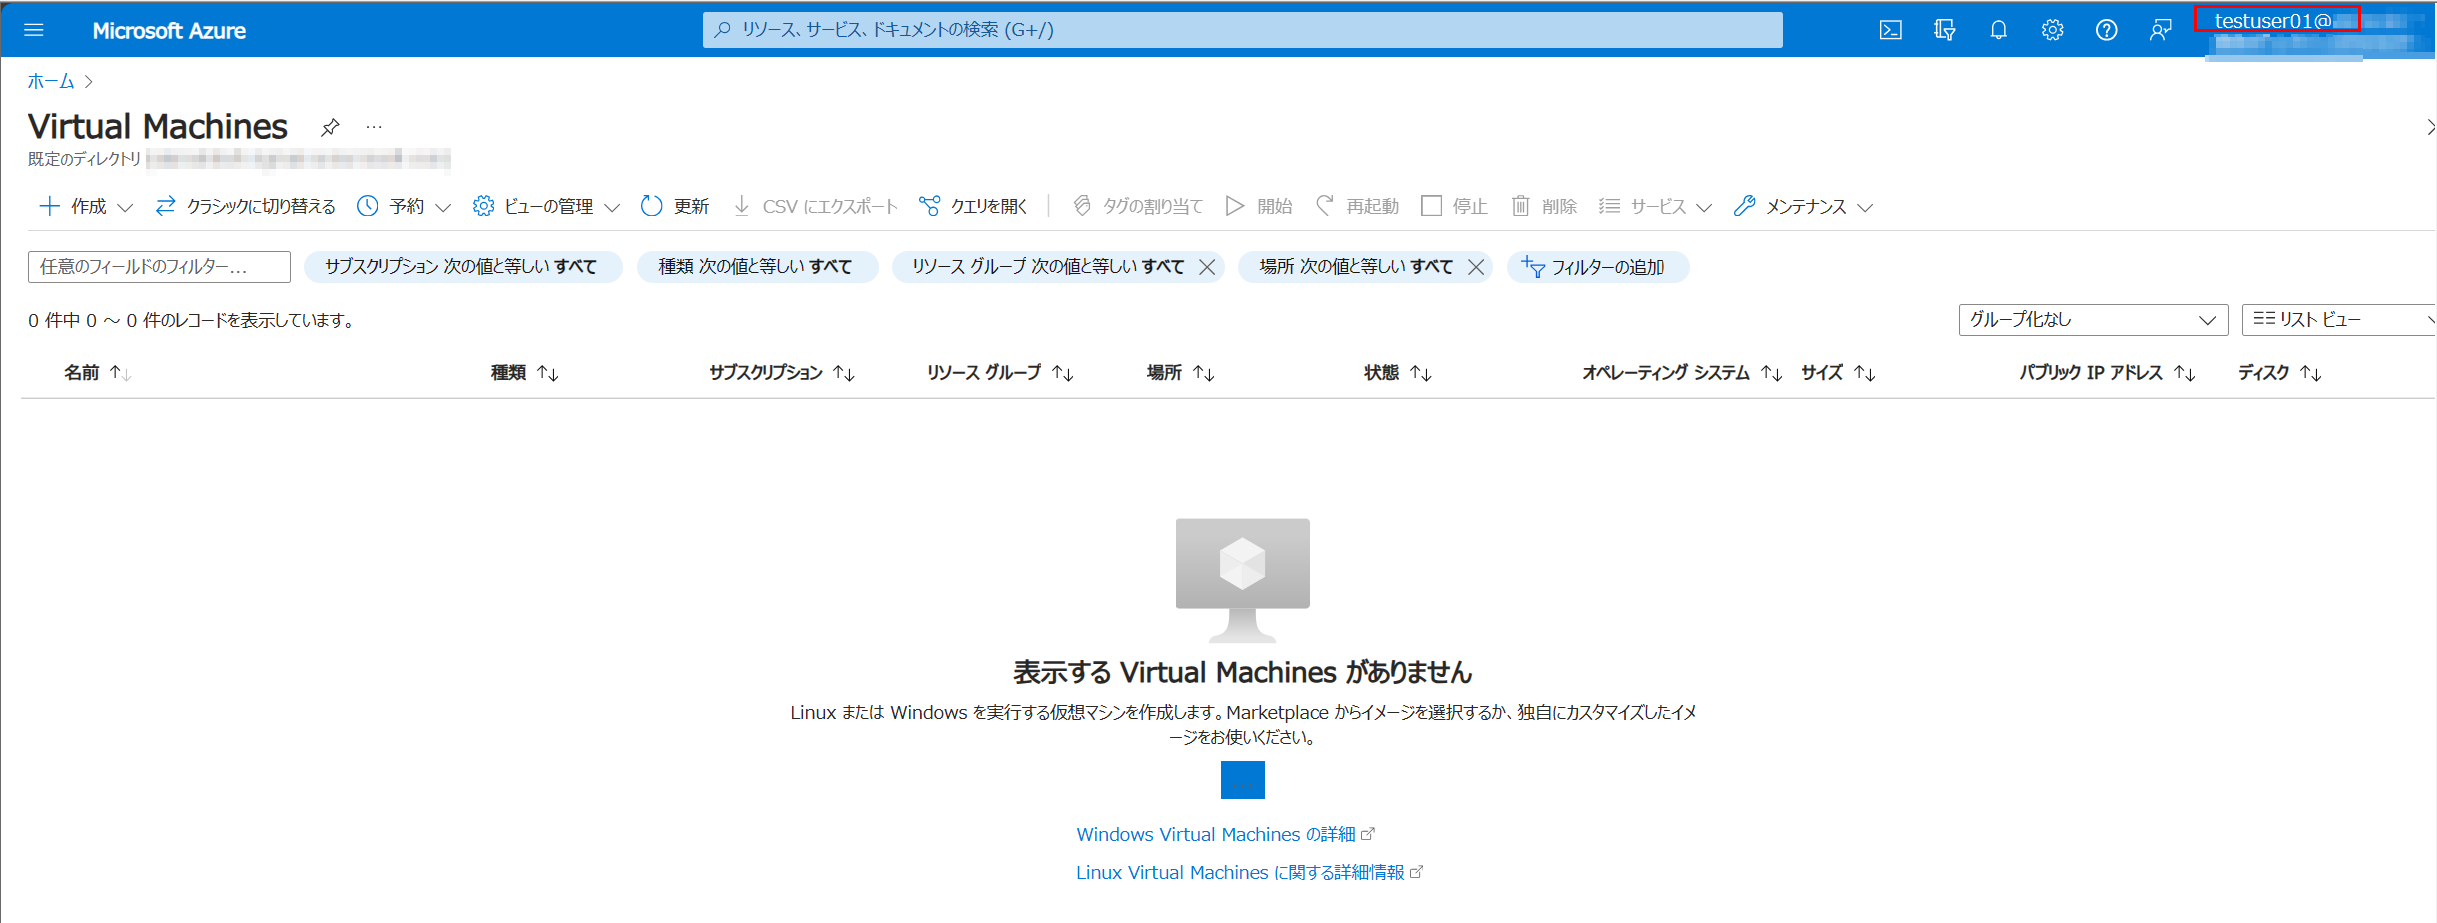 Microsoft Azure
リソース、サービス、ドキュメントの検索 (G+/)
testuser01@
ホーム
Virtual Machines
既定のディレクトリ
作成 クラシックに切り替える 予約 ビューの管理 更新 CSV にエクスポート クエリを開く タグの割り当て 開始 再起動 停止 削除 サービス メンテナンス
任意のフィールドのフィルター... サブスクリプション 次の値と等しい すべて 種類 次の値と等しい すべて リソース グループ 次の値と等しい すべて 場所 次の値と等しい すべて フィルターの追加
0 件中 0 ～ 0 件のレコードを表示しています。 グループ化なし リスト ビュー
名前 種類 サブスクリプション リソース グループ 場所 状態 オペレーティング システム サイズ パブリック IP アドレス ディスク
表示する Virtual Machines がありません
Linux または Windows を実行する仮想マシンを作成します。Marketplace からイメージを選択するか、独自にカスタマイズしたイメ
ージをお使いください。
Windows Virtual Machines の詳細
Linux Virtual Machines に関する詳細情報